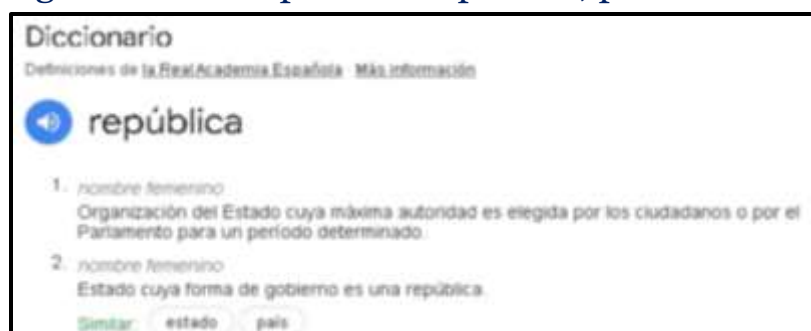 Diccionario
Definiciones de la Real Academia Española Más información
república
1. nombre femenino
Organización del Estado cuya máxima autoridad es elegida por los ciudadanos o por el
Parlamento para un período determinado.
2. nombre femenino
Estado cuya forma de gobierno es una república.
Similar: estado país